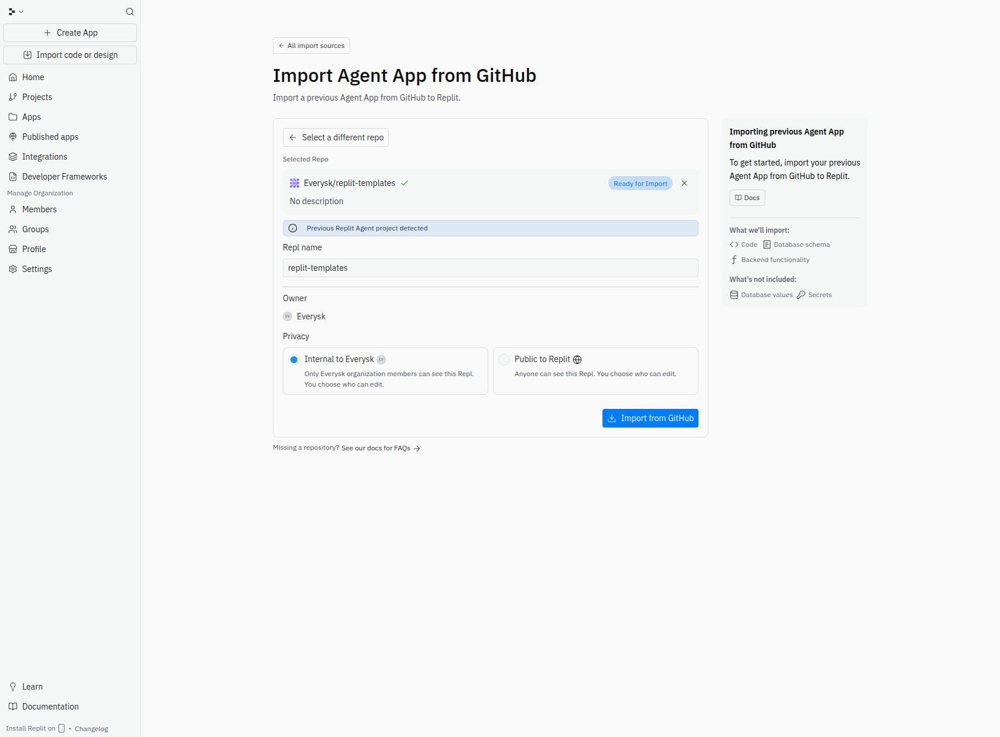 Create App
Import code or design
Home
Projects
Apps
Published apps
Integrations
Developer Frameworks
Manage Organization
Members
Groups
Profile
Settings
Learn
Documentation
Install Replit on • Changelog
All import sources
Import Agent App from GitHub
Import a previous Agent App from GitHub to Replit.
Select a different repo
Selected Repo
Everysk/replit-templates
Ready for Import
No description
Previous Replit Agent project detected
Repl name
replit-templates
Owner
EV Everysk
Privacy
Internal to Everysk EV
Only Everysk organization members can see this Repl.
You choose who can edit.
Public to Replit
Anyone can see this Repl. You choose who can edit.
Import from GitHub
Missing a repository? See our docs for FAQs
Importing previous Agent App
from GitHub
To get started, import your previous
Agent App from GitHub to Replit.
Docs
What we'll import:
Code Database schema
Backend functionality
What's not included:
Database values Secrets